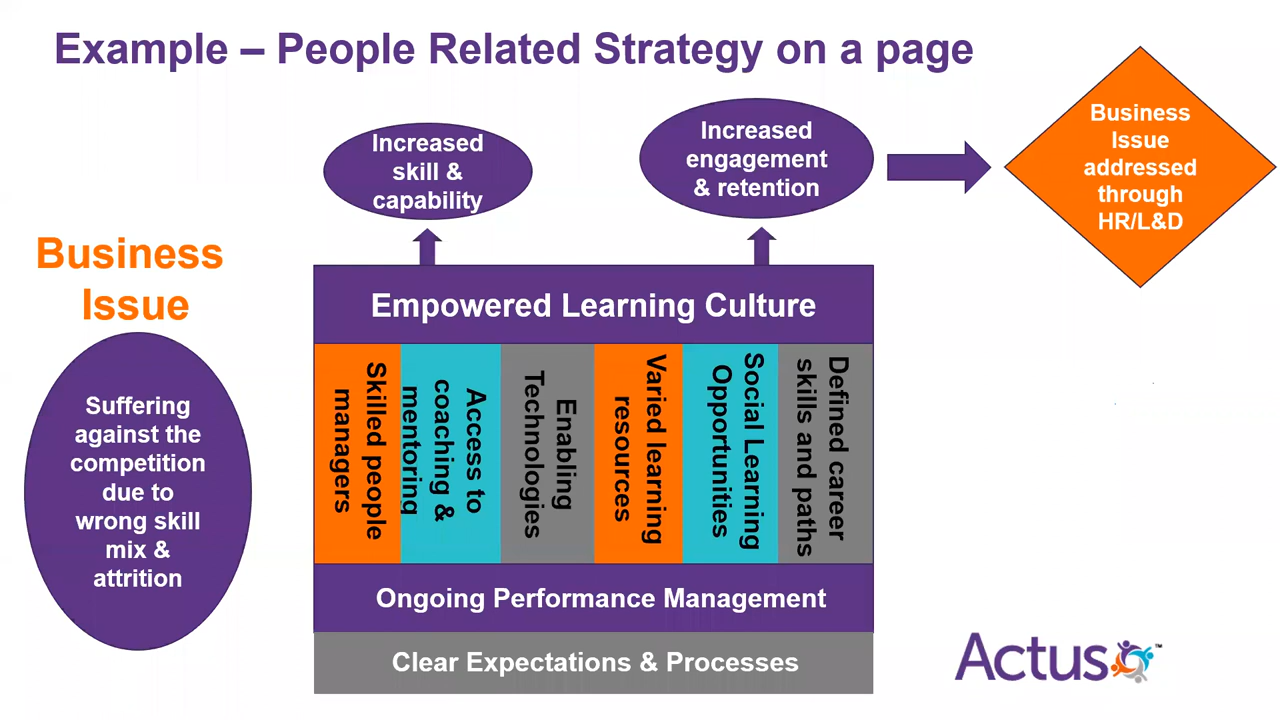 Example – People Related Strategy on a page
Increased
skill &
capability
Increased
engagement
& retention
Business
Issue
addressed
through
HR/L&D
Business
Issue
Suffering
against the
competition
due to
wrong skill
mix &
attrition
Empowered Learning Culture
Skilled people
managers
Access to
coaching &
mentoring
Enabling
Technologies
Varied learning
resources
Social Learning
Opportunities
Defined career
skills and paths
Ongoing Performance Management
Clear Expectations & Processes
Actus™